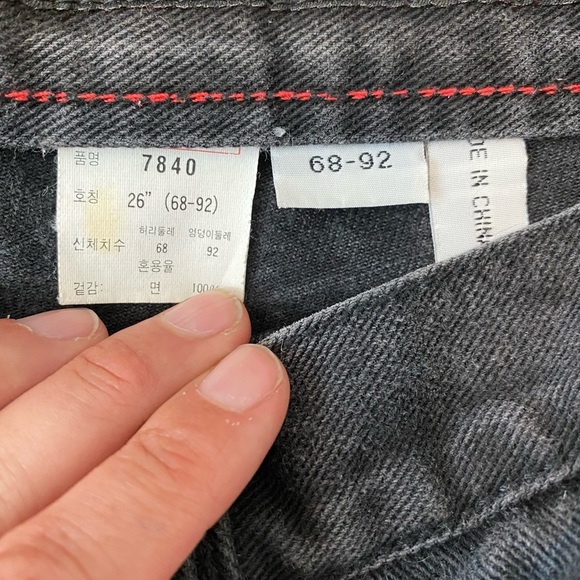 품명 7840
호칭 26" (68-92)
허리둘레 엉덩이둘레
신체치수 68 92
혼용율
겉감: 면 100%
68-92
DE IN CHINA